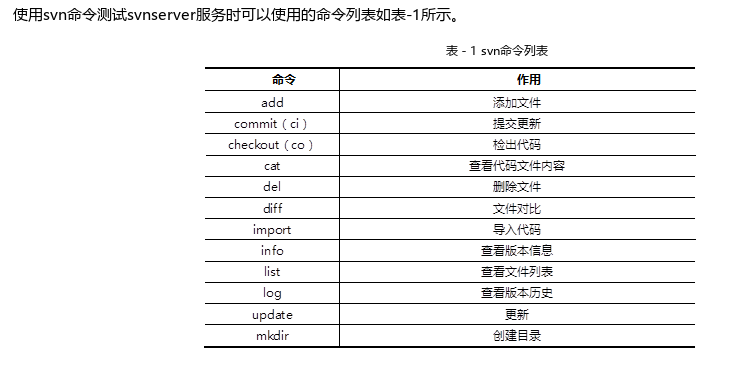 使用svn命令测试svnserver服务时可以使用的命令列表如表-1所示。
表 - 1 svn命令列表
命令 作用
add 添加文件
commit（ci） 提交更新
checkout（co） 检出代码
cat 查看代码文件内容
del 删除文件
diff 文件对比
import 导入代码
info 查看版本信息
list 查看文件列表
log 查看版本历史
update 更新
mkdir 创建目录